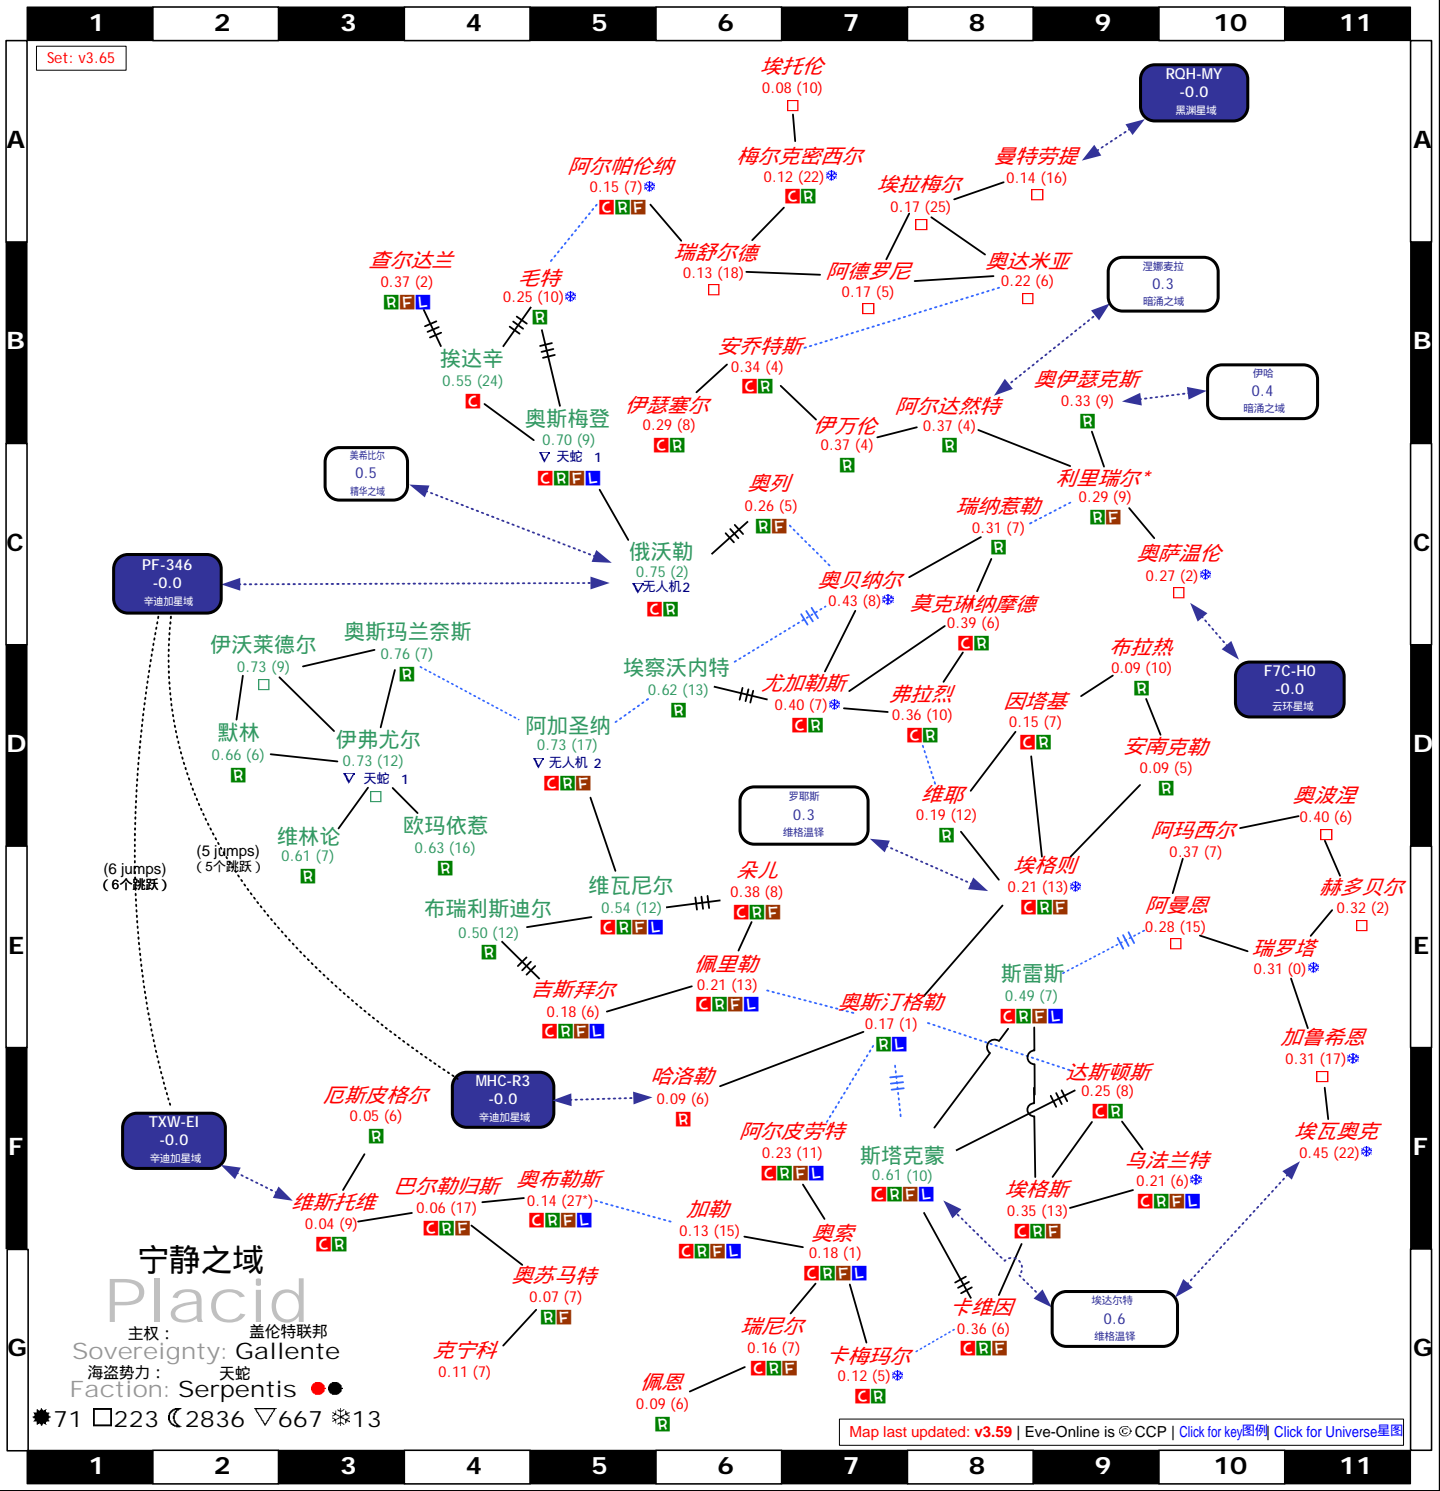 1 2 3 4 5 6 7 8 9 10 11
Set: v3.65
A
A
埃托伦
0.08 (10)
RQH-MY
-0.0
黑渊星域
梅尔克密西尔
0.12 (22)
C R
曼特劳提
0.14 (16)
阿尔帕伦纳
0.15 (7)
C R F
埃拉梅尔
0.17 (25)
B
B
查尔达兰
0.37 (2)
R F L
毛特
0.25 (10)
R
瑞舒尔德
0.13 (18)
阿德罗尼
0.17 (5)
奥达米亚
0.22 (6)
涅娜麦拉
0.3
暗涌之域
挨达辛
0.55 (24)
C
安乔特斯
0.34 (4)
C R
奥伊瑟克斯
0.33 (9)
R
伊哈
0.4
暗涌之域
奥斯梅登
0.70 (9)
▽ 天蛇 1
C R F L
伊瑟塞尔
0.29 (8)
C R
伊万伦
0.37 (4)
R
阿尔达然特
0.37 (4)
R
C
C
美希比尔
0.5
精华之域
奥列
0.26 (5)
R F
瑞纳惹勒
0.31 (7)
R
利里瑞尔*
0.29 (9)
R F
PF-346
-0.0
辛迪加星域
俄沃勒
0.75 (2)
▽无人机2
C R
奥贝纳尔
0.43 (8)
莫克琳纳摩德
0.39 (6)
C R
奥萨温伦
0.27 (2)
D
D
伊沃莱德尔
0.73 (9)
奥斯玛兰奈斯
0.76 (7)
R
埃察沃内特
0.62 (13)
R
尤加勒斯
0.40 (7)
C R
弗拉烈
0.36 (10)
C R
因塔基
0.15 (7)
C R
布拉热
0.09 (10)
R
F7C-H0
-0.0
云环星域
默林
0.66 (6)
R
伊弗尤尔
0.73 (12)
▽ 天蛇 1
阿加圣纳
0.73 (17)
▽ 无人机 2
C R F
安南克勒
0.09 (5)
R
罗耶斯
0.3
维格温铎
维耶
0.19 (12)
R
奥波涅
0.40 (6)
维林论
0.61 (7)
R
欧玛依惹
0.63 (16)
R
阿玛西尔
0.37 (7)
E
E
(6 jumps)
（6个跳跃）
(5 jumps)
（5个跳跃）
布瑞利斯迪尔
0.50 (12)
R
维瓦尼尔
0.54 (12)
C R F L
朵儿
0.38 (8)
C R F
埃格则
0.21 (13)
C R F
阿曼恩
0.28 (15)
赫多贝尔
0.32 (2)
吉斯拜尔
0.18 (6)
C R F L
佩里勒
0.21 (13)
C R F L
奥斯汀格勒
0.17 (1)
R L
斯雷斯
0.49 (7)
C R F L
瑞罗塔
0.31 (0)
加鲁希恩
0.31 (17)
F
F
厄斯皮格尔
0.05 (6)
R
MHC-R3
-0.0
辛迪加星域
哈洛勒
0.09 (6)
R
达斯顿斯
0.25 (8)
C R
TXW-EI
-0.0
辛迪加星域
阿尔皮劳特
0.23 (11)
C R F L
斯塔克蒙
0.61 (10)
C R F L
乌法兰特
0.21 (6)
C R F L
埃瓦奥克
0.45 (22)
维斯托维
0.04 (9)
C R
巴尔勒归斯
0.06 (17)
C R F
奥布勒斯
0.14 (27*)
C R F L
加勒
0.13 (15)
C R F L
奥索
0.18 (1)
C R F L
埃格斯
0.35 (13)
C R F
G
G
宁静之域
Placid
主权： 盖伦特联邦
Sovereignty: Gallente
海盗势力： 天蛇
Faction: Serpentis
71 □223 ☾2836 ▽667 ❄13
奥苏马特
0.07 (7)
R F
克宁科
0.11 (7)
瑞尼尔
0.16 (7)
C R F
佩恩
0.09 (6)
R
卡梅玛尔
0.12 (5)
C R
卡维因
0.36 (6)
C R F
埃达尔特
0.6
维格温铎
Map last updated: v3.59 | Eve-Online is © CCP | Click for key图例| Click for Universe星图
1 2 3 4 5 6 7 8 9 10 11